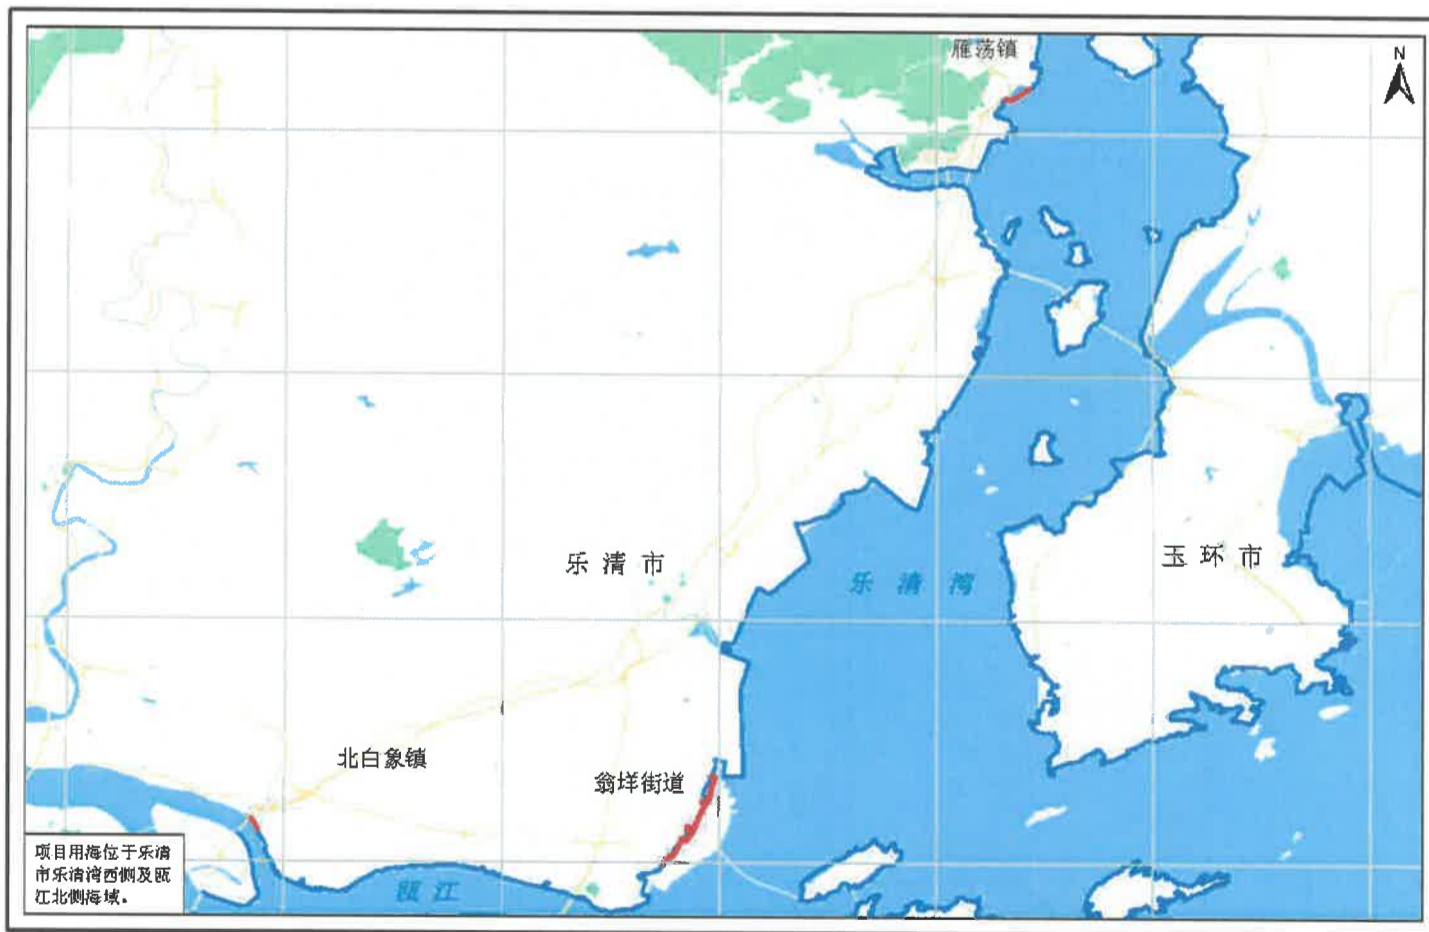 雁荡镇
N
乐清市
玉环市
乐清湾
北白象镇
翁垟街道
项目用海位于乐清
市乐清湾西侧及瓯
江北侧海域。
瓯江